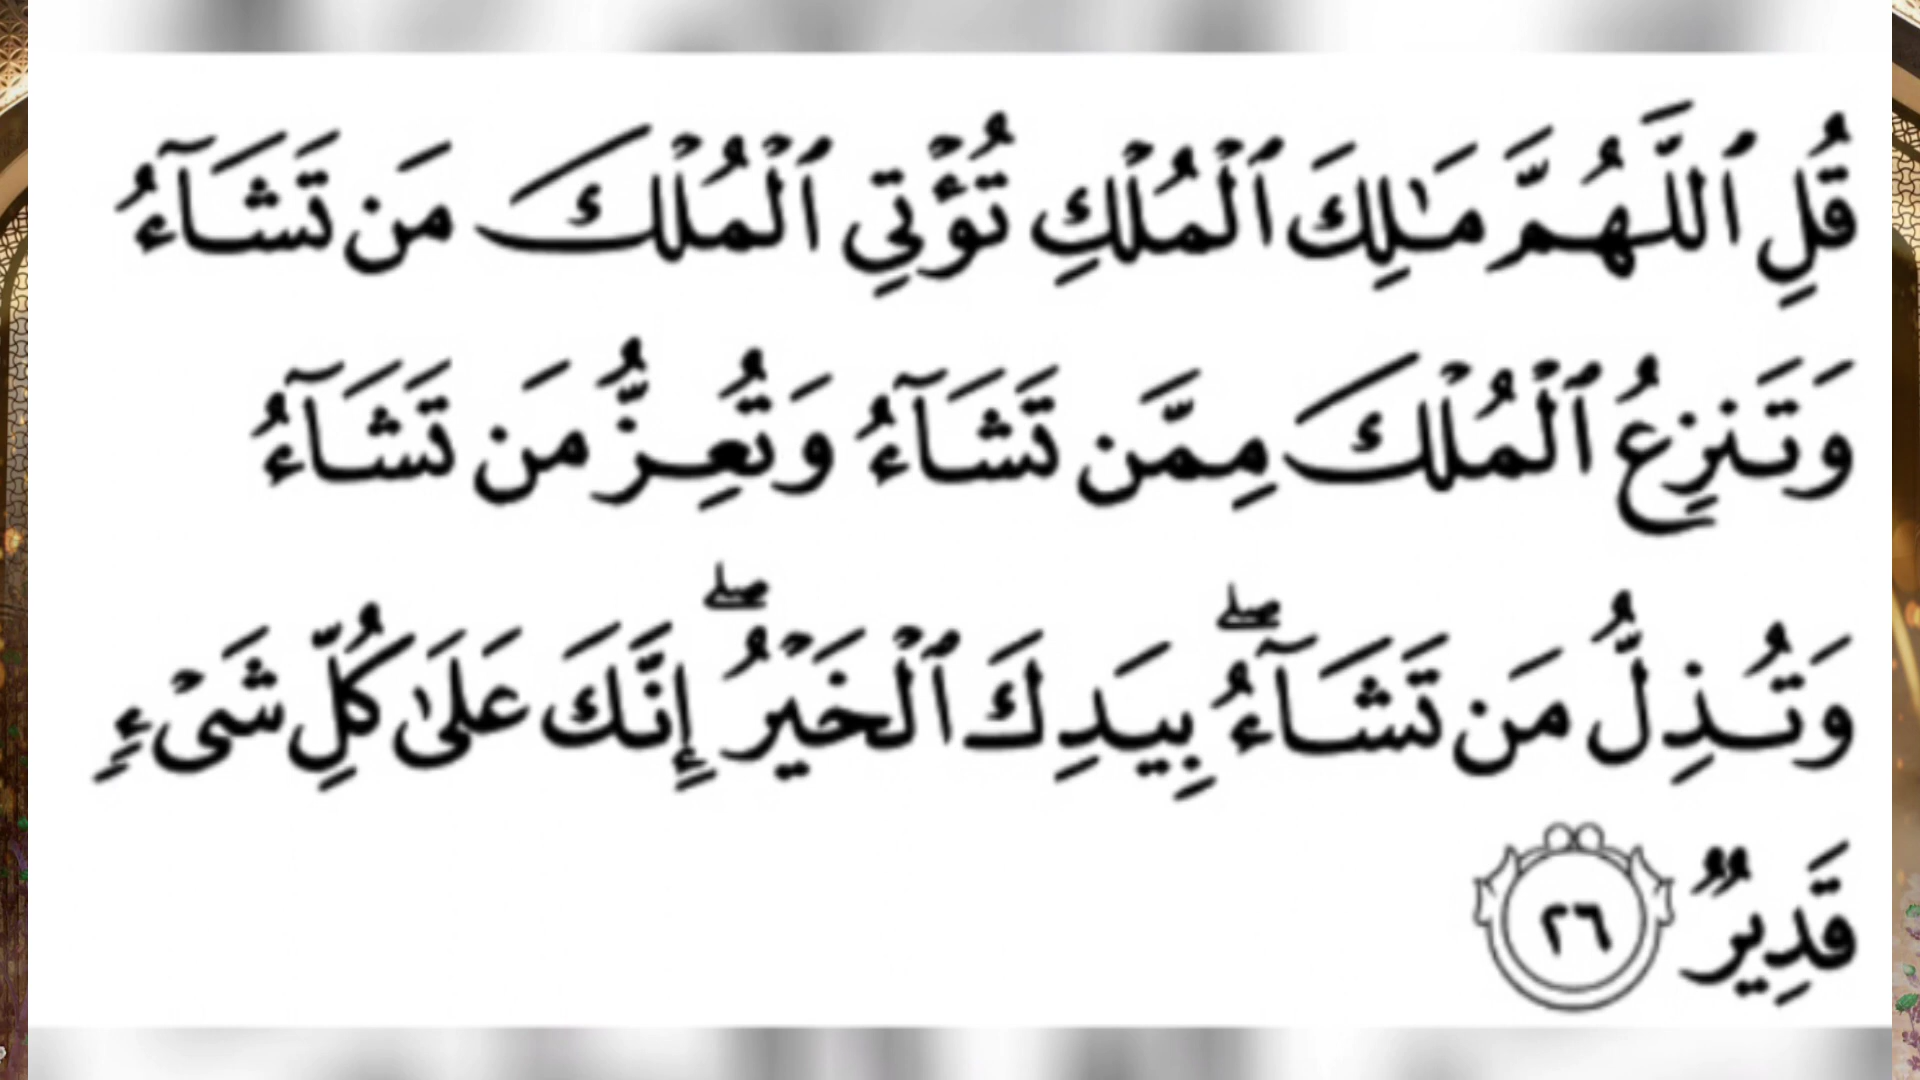 قُلِ ٱللَّهُمَّ مَـٰلِكَ ٱلْمُلْكِ تُؤْتِى ٱلْمُلْكَ مَن تَشَآءُ
وَتَنزِعُ ٱلْمُلْكَ مِمَّن تَشَآءُ وَتُعِزُّ مَن تَشَآءُ
وَتُذِلُّ مَن تَشَآءُ ۖ بِيَدِكَ ٱلْخَيْرُ ۖ إِنَّكَ عَلَىٰ كُلِّ شَىْءٍ
قَدِيرٌ ٢٦